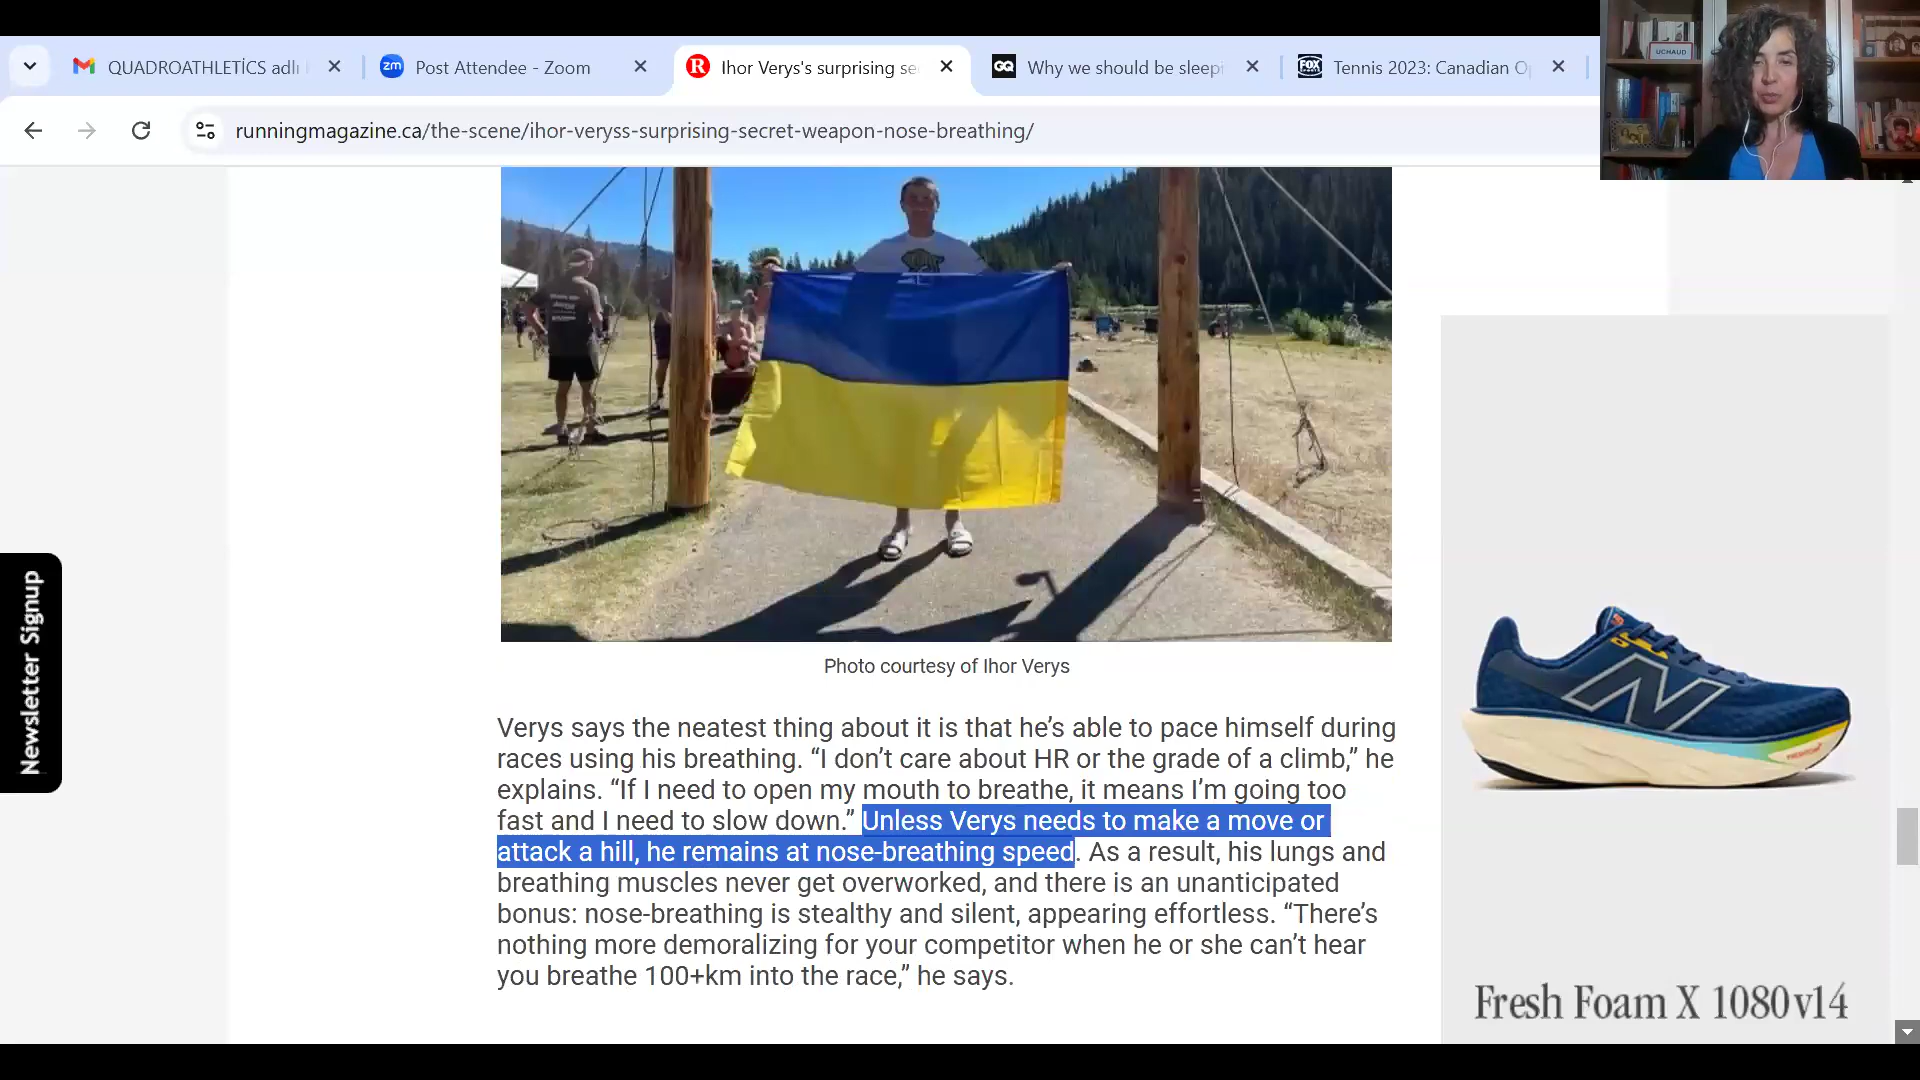 QUADROATHLETİCS adlı
zm
Post Attendee - Zoom
R
Ihor Verys's surprising se
GQ
Why we should be sleepi
FOX
Tennis 2023: Canadian O
UCHAUD
runningmagazine.ca/the-scene/ihor-veryss-surprising-secret-weapon-nose-breathing/
Newsletter Signup
Photo courtesy of Ihor Verys
Verys says the neatest thing about it is that he’s able to pace himself during
races using his breathing. “I don’t care about HR or the grade of a climb,” he
explains. “If I need to open my mouth to breathe, it means I’m going too
fast and I need to slow down.” Unless Verys needs to make a move or
attack a hill, he remains at nose-breathing speed. As a result, his lungs and
breathing muscles never get overworked, and there is an unanticipated
bonus: nose-breathing is stealthy and silent, appearing effortless. “There’s
nothing more demoralizing for your competitor when he or she can’t hear
you breathe 100+km into the race,” he says.
N
Fresh Foam X 1080v14